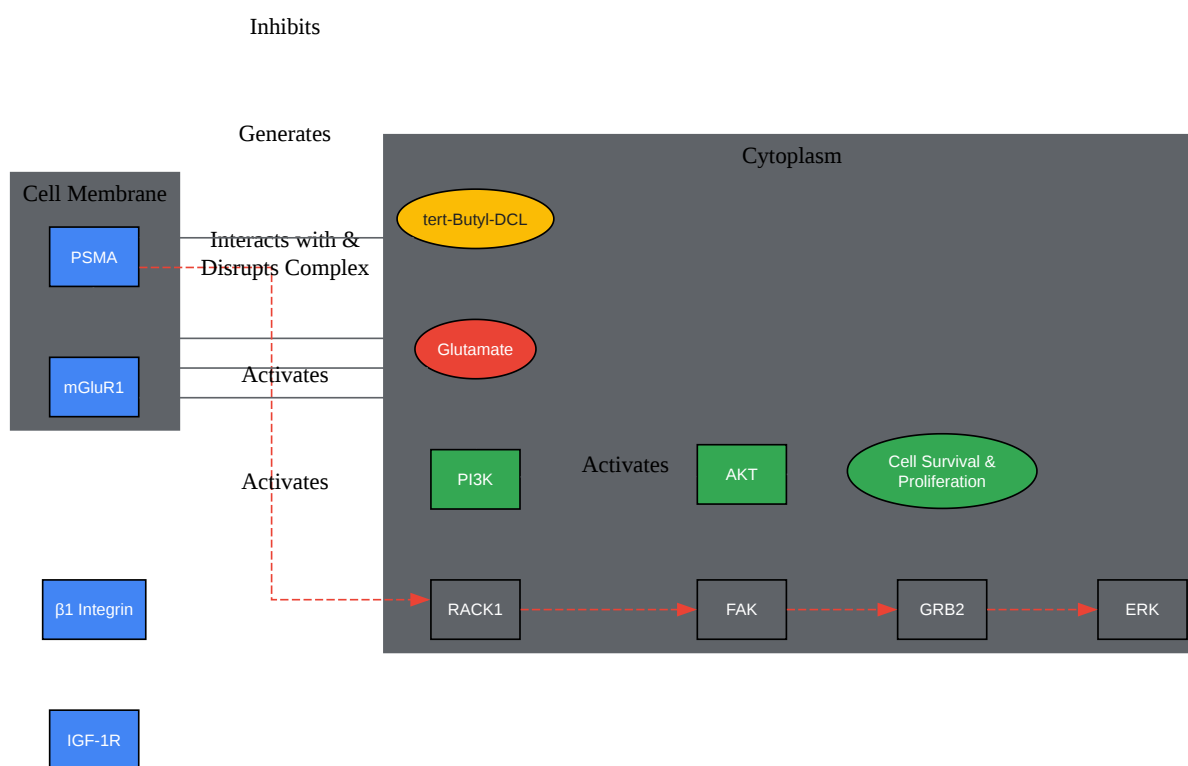 Inhibits
Generates
Cytoplasm
Cell Membrane
tert-Butyl-DCL
PSMA
Interacts with &
Disrupts Complex
Glutamate
mGluR1
Activates
Cell Survival &
Proliferation
Activates
AKT
PI3K
Activates
β1 Integrin
RACK1
FAK
GRB2
ERK
IGF-1R